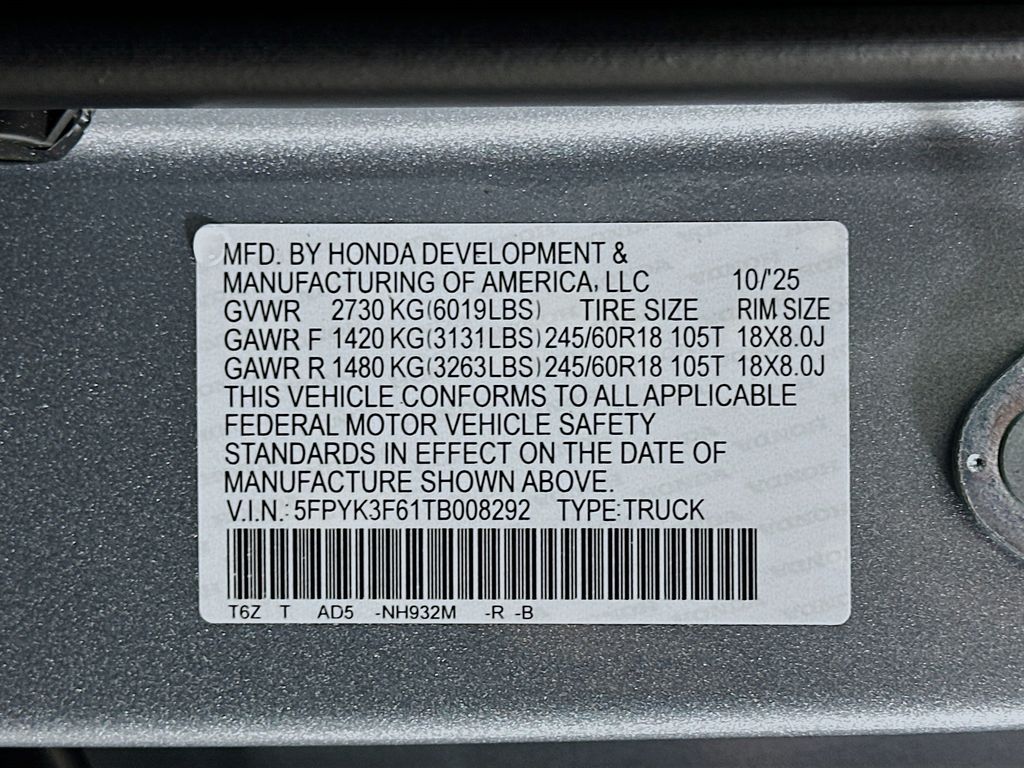 MFD. BY HONDA DEVELOPMENT &
MANUFACTURING OF AMERICA, LLC 10/'25
GVWR 2730 KG(6019LBS) TIRE SIZE RIM SIZE
GAWR F 1420 KG(3131LBS) 245/60R18 105T 18X8.0J
GAWR R 1480 KG(3263LBS) 245/60R18 105T 18X8.0J
THIS VEHICLE CONFORMS TO ALL APPLICABLE
FEDERAL MOTOR VEHICLE SAFETY
STANDARDS IN EFFECT ON THE DATE OF
MANUFACTURE SHOWN ABOVE.
V.I.N.: 5FPYK3F61TB008292 TYPE:TRUCK
T6Z T AD5 -NH932M -R -B